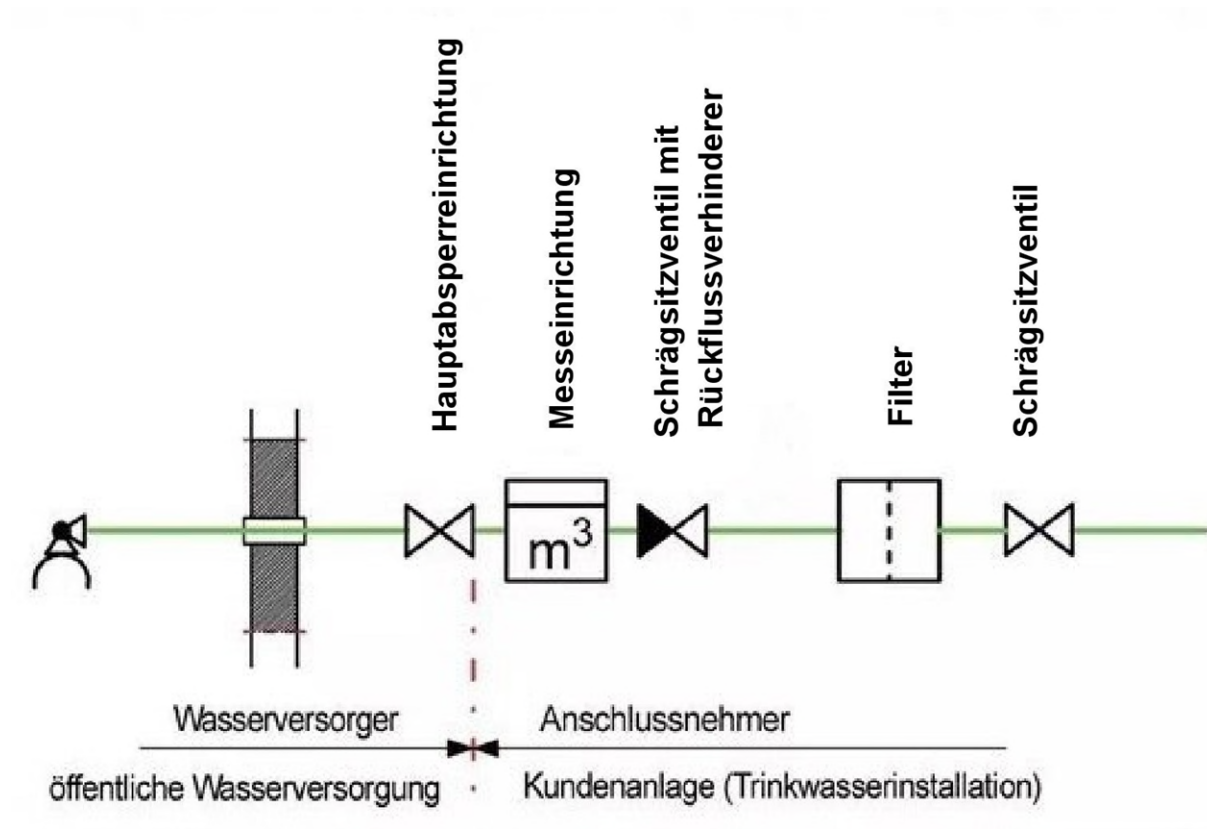 Hauptabsperreinrichtung
Messeinrichtung
Schrägsitzventil mit
Rückflussverhinderer
Filter
Schrägsitzventil
m³
Wasserversorger
Anschlussnehmer
öffentliche Wasserversorgung
Kundenanlage (Trinkwasserinstallation)